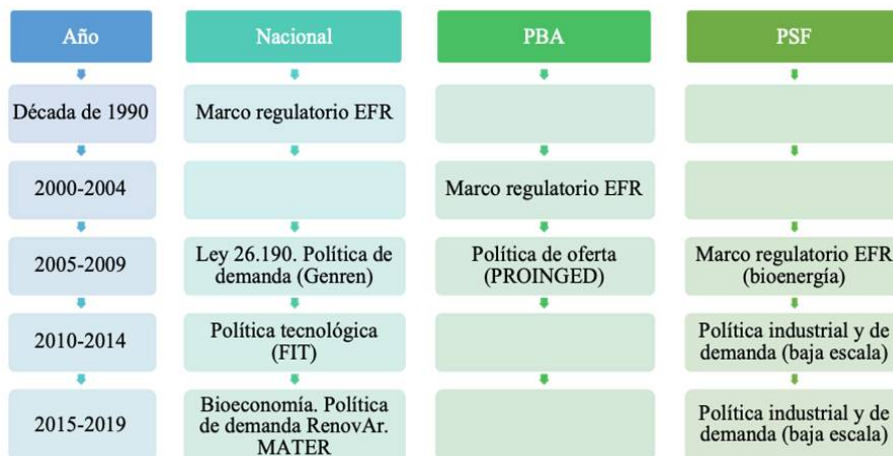 Año
Nacional
PBA
PSF
Década de 1990
Marco regulatorio EFR
2000-2004
Marco regulatorio EFR
2005-2009
Ley 26.190. Política de
demanda (Genren)
Política de oferta
(PROINGED)
Marco regulatorio EFR
(bioenergía)
2010-2014
Política tecnológica
(FIT)
Política industrial y de
demanda (baja escala)
2015-2019
Bioeconomía. Política
de demanda RenovAr.
MATER
Política industrial y de
demanda (baja escala)